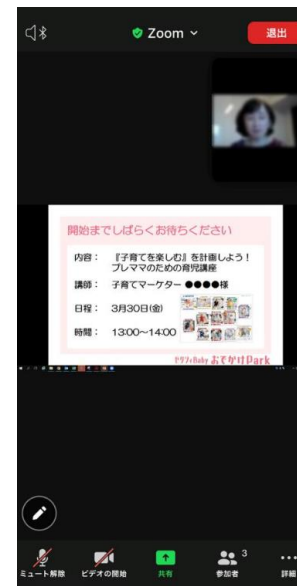 Zoom
退出
開始までしばらくお待ちください
内容： 『子育てを楽しむ』を計画しよう！
プレママのための育児講座
講師： 子育てマーケター ●●●●様
日程： 3月30日(金)
時間： 13:00〜14:00
おでかけPark
ミュート解除
ビデオの開始
共有
3
参加者
詳細